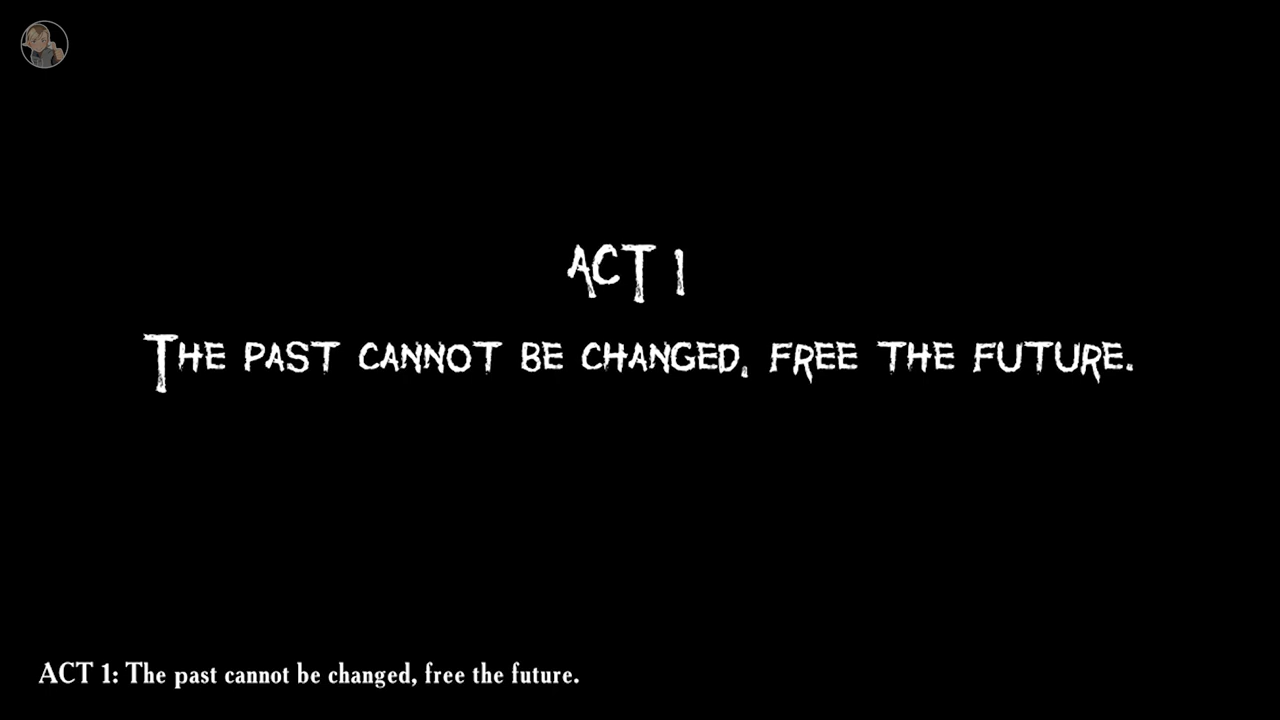 ACT 1
THE PAST CANNOT BE CHANGED, FREE THE FUTURE.
ACT 1: The past cannot be changed, free the future.